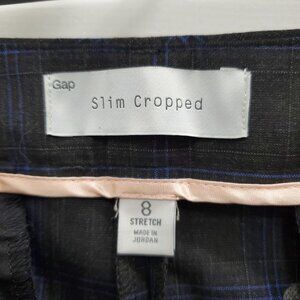 Gap
Slim Cropped
8
STRETCH
MADE IN
JORDAN